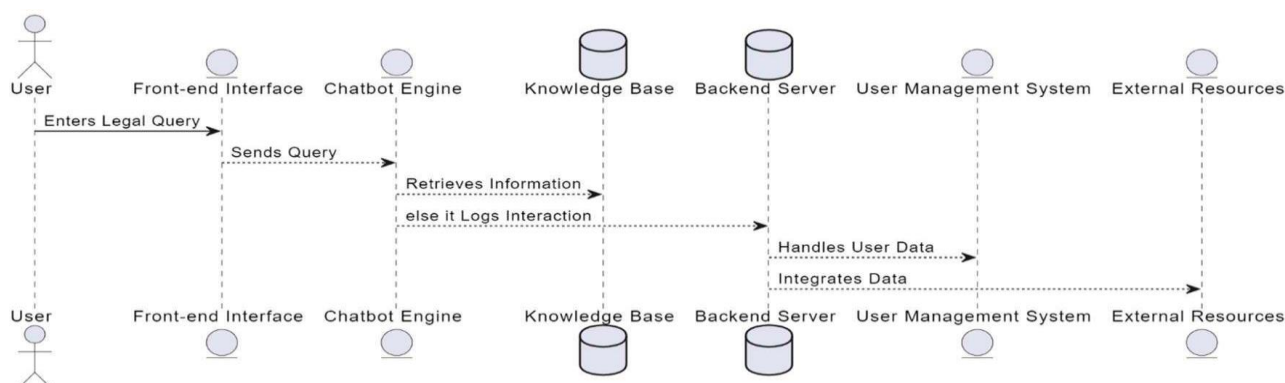 User Front-end Interface Chatbot Engine Knowledge Base Backend Server User Management System External Resources
Enters Legal Query
Sends Query
Retrieves Information
else it Logs Interaction
Handles User Data
Integrates Data
User Front-end Interface Chatbot Engine Knowledge Base Backend Server User Management System External Resources